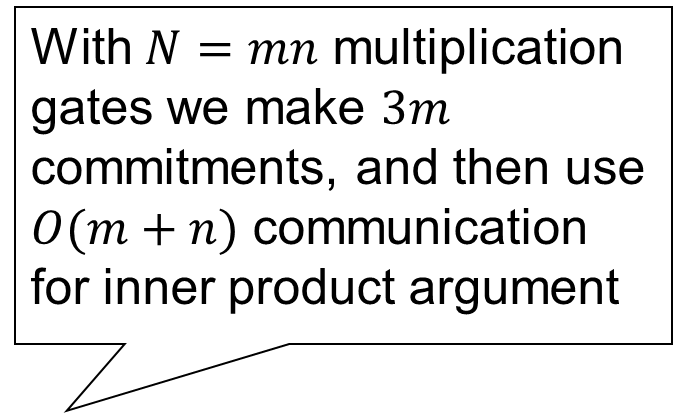 With N = mn multiplication
gates we make 3m
commitments, and then use
O(m + n) communication
for inner product argument